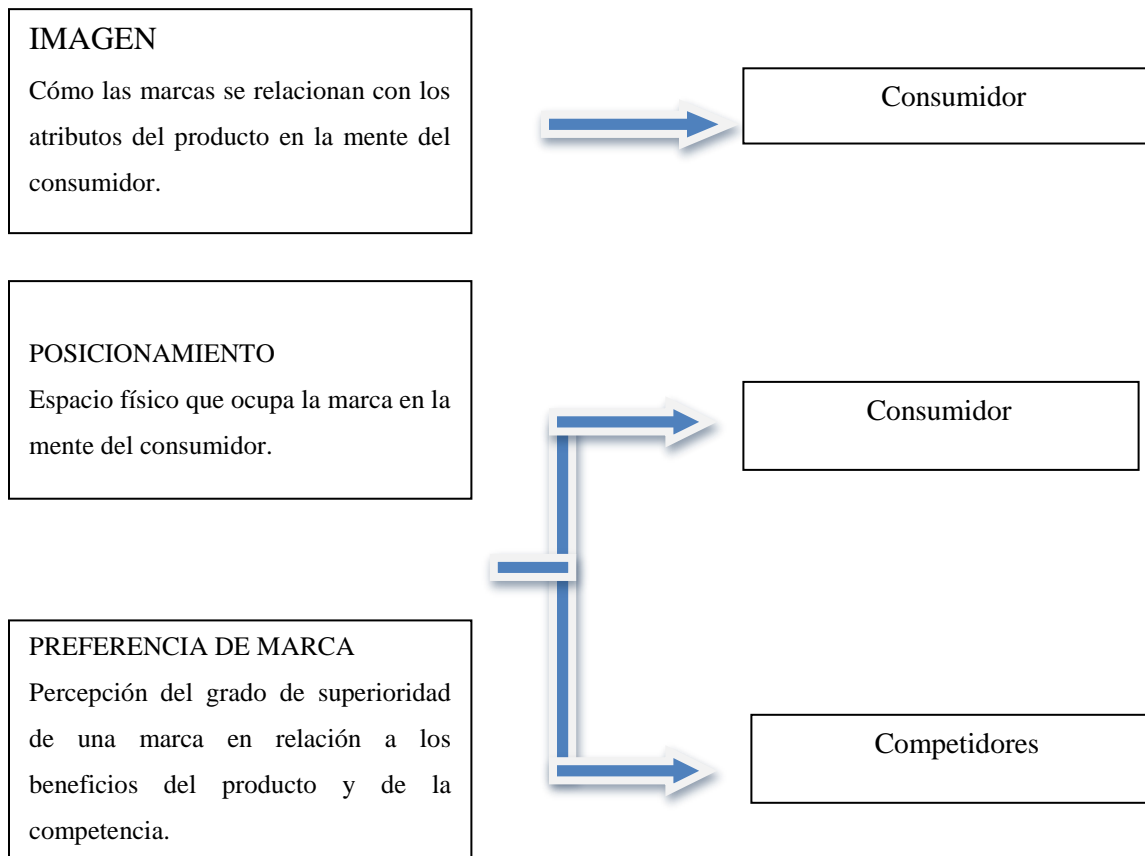 IMAGEN
Cómo las marcas se relacionan con los
atributos del producto en la mente del
consumidor.
Consumidor
POSICIONAMIENTO
Espacio físico que ocupa la marca en la
mente del consumidor.
Consumidor
PREFERENCIA DE MARCA
Percepción del grado de superioridad
de una marca en relación a los
beneficios del producto y de la
competencia.
Competidores